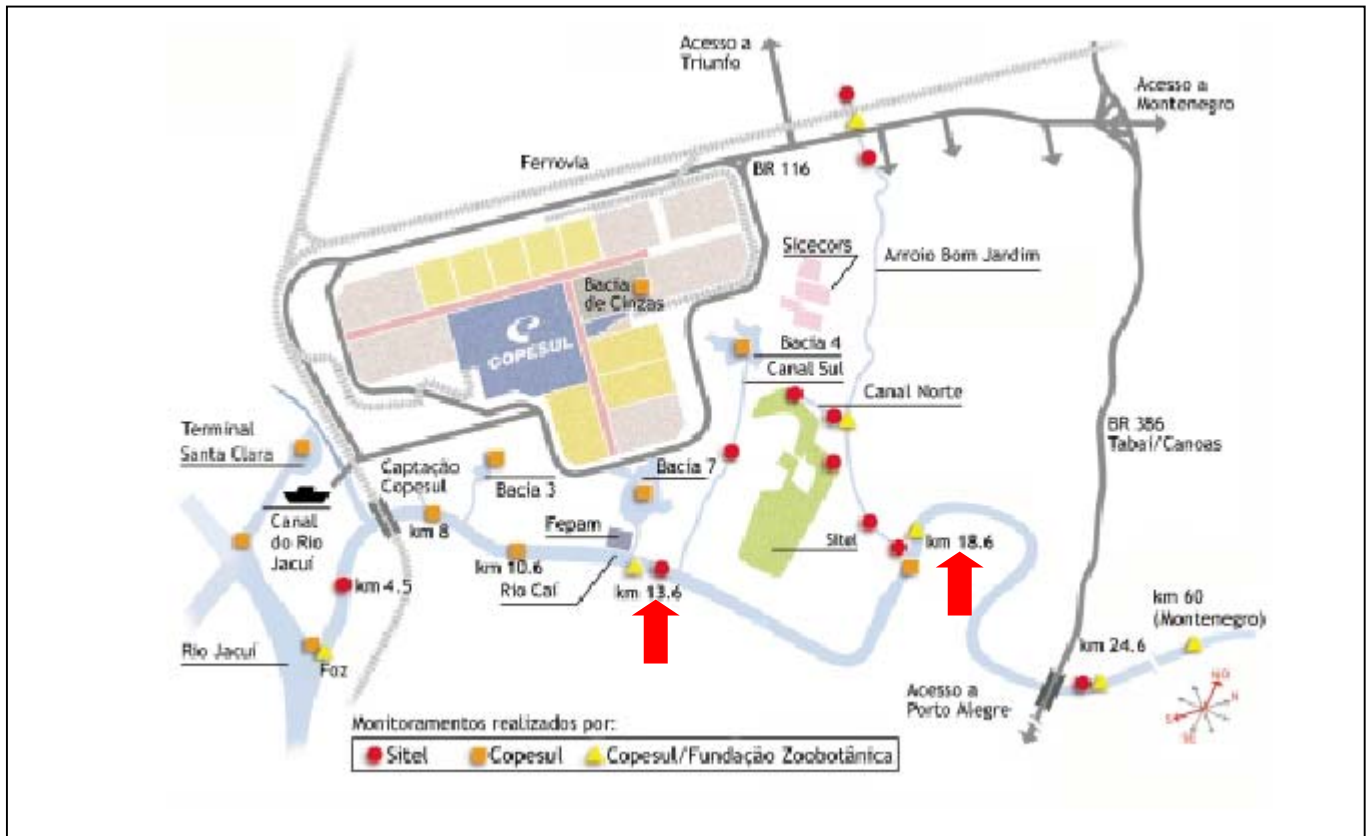 Acesso a
Triunfo
Acesso a
Montenegro
Ferrovia
BR 116
Sicecors
Arroio Bom Jardim
Bacia
de Cinzas
COPESUL
Bacia 4
Canal Sul
Canal Norte
BR 386
Tabaí/Canoas
Terminal
Santa Clara
Captação
Copesul
Bacia 3
Bacia 7
Canal
do Rio
Jacuí
km 8
Fepam
Sitel
km 18.6
km 10.6
Rio Caí
km 13.6
km 4.5
km 60
(Montenegro)
km 24.6
Rio Jacuí
Foz
Acesso a
Porto Alegre
NO
N
SE
Monitoramentos realizados por:
Sitel Copesul Copesul/Fundação Zoobotânica